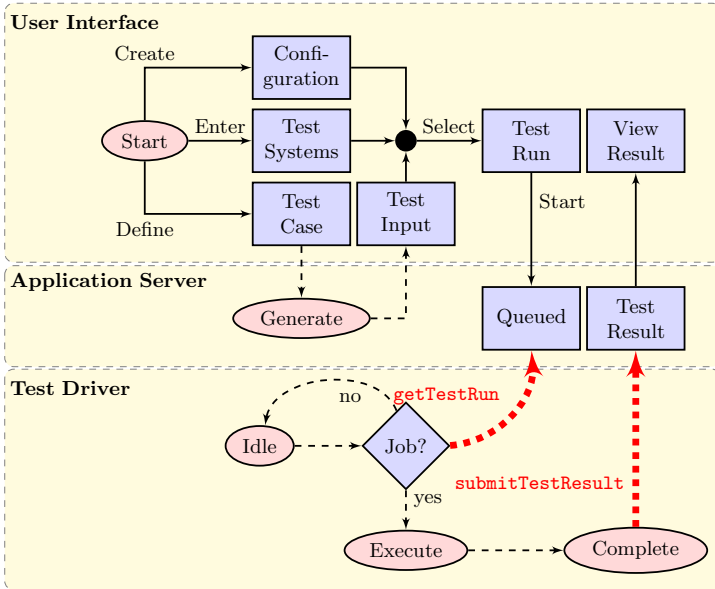 User Interface
Create
Confi-
guration
Start
Enter
Test
Systems
Select
Test
Run
View
Result
Define
Test
Case
Test
Input
Start
Application Server
Generate
Queued
Test
Result
Test Driver
no
getTestRun
Idle
Job?
submitTestResult
yes
Execute
Complete